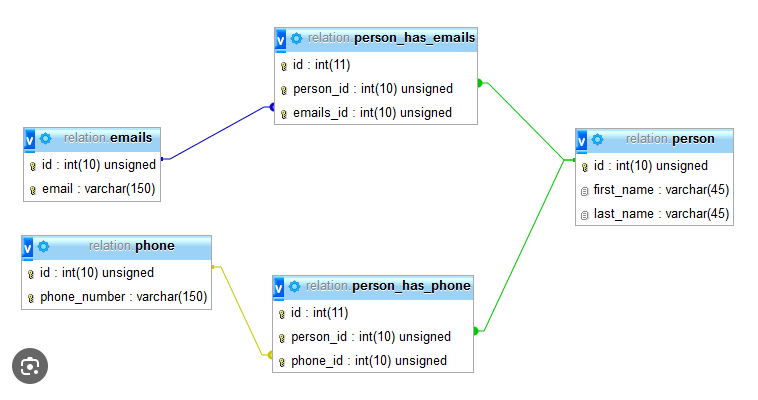 relation.person_has_emails
id : int(11)
person_id : int(10) unsigned
emails_id : int(10) unsigned
relation.emails
id : int(10) unsigned
email : varchar(150)
relation.person
id : int(10) unsigned
first_name : varchar(45)
last_name : varchar(45)
relation.phone
id : int(10) unsigned
phone_number : varchar(150)
relation.person_has_phone
id : int(11)
person_id : int(10) unsigned
phone_id : int(10) unsigned